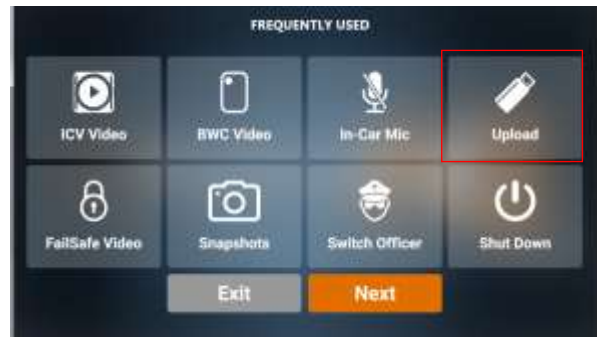 FREQUENTLY USED
ICV Video BWC Video In-Car Mic Upload
FailSafe Video Snapshots Switch Officer Shut Down
Exit Next